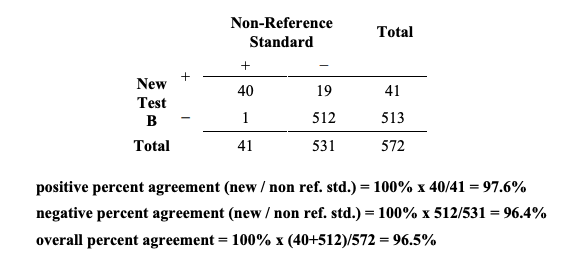 Non-Reference Total
Standard
+ −
New + 40 19 41
Test
B − 1 512 513
Total 41 531 572
positive percent agreement (new / non ref. std.) = 100% x 40/41 = 97.6%
negative percent agreement (new / non ref. std.) = 100% x 512/531 = 96.4%
overall percent agreement = 100% x (40+512)/572 = 96.5%